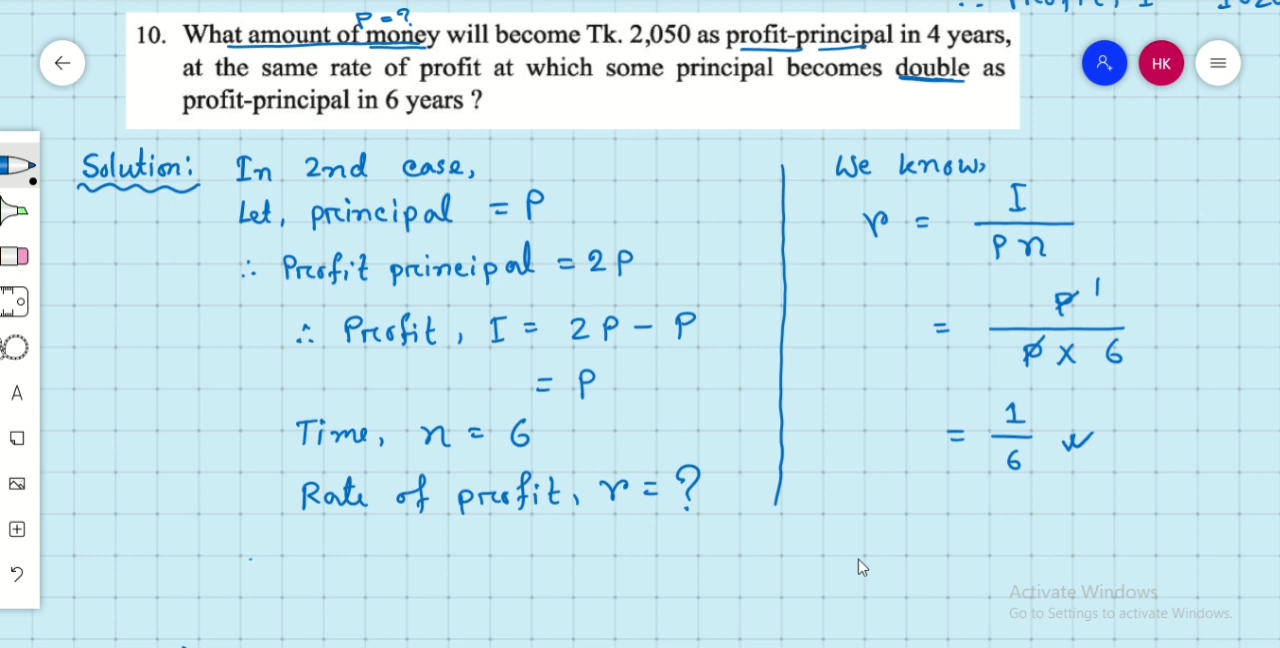 P = ?
10. What amount of money will become Tk. 2,050 as profit-principal in 4 years,
at the same rate of profit at which some principal becomes double as
profit-principal in 6 years ?
HK
Solution: In 2nd case,
Let, principal = P
∴ Profit principal = 2P
∴ Profit, I = 2P - P
= P
Time, n = 6
Rate of profit, r = ?
We know,
r = I / Pn
= P 1 / P x 6
= 1 / 6
A
Activate Windows
Go to Settings to activate Windows.